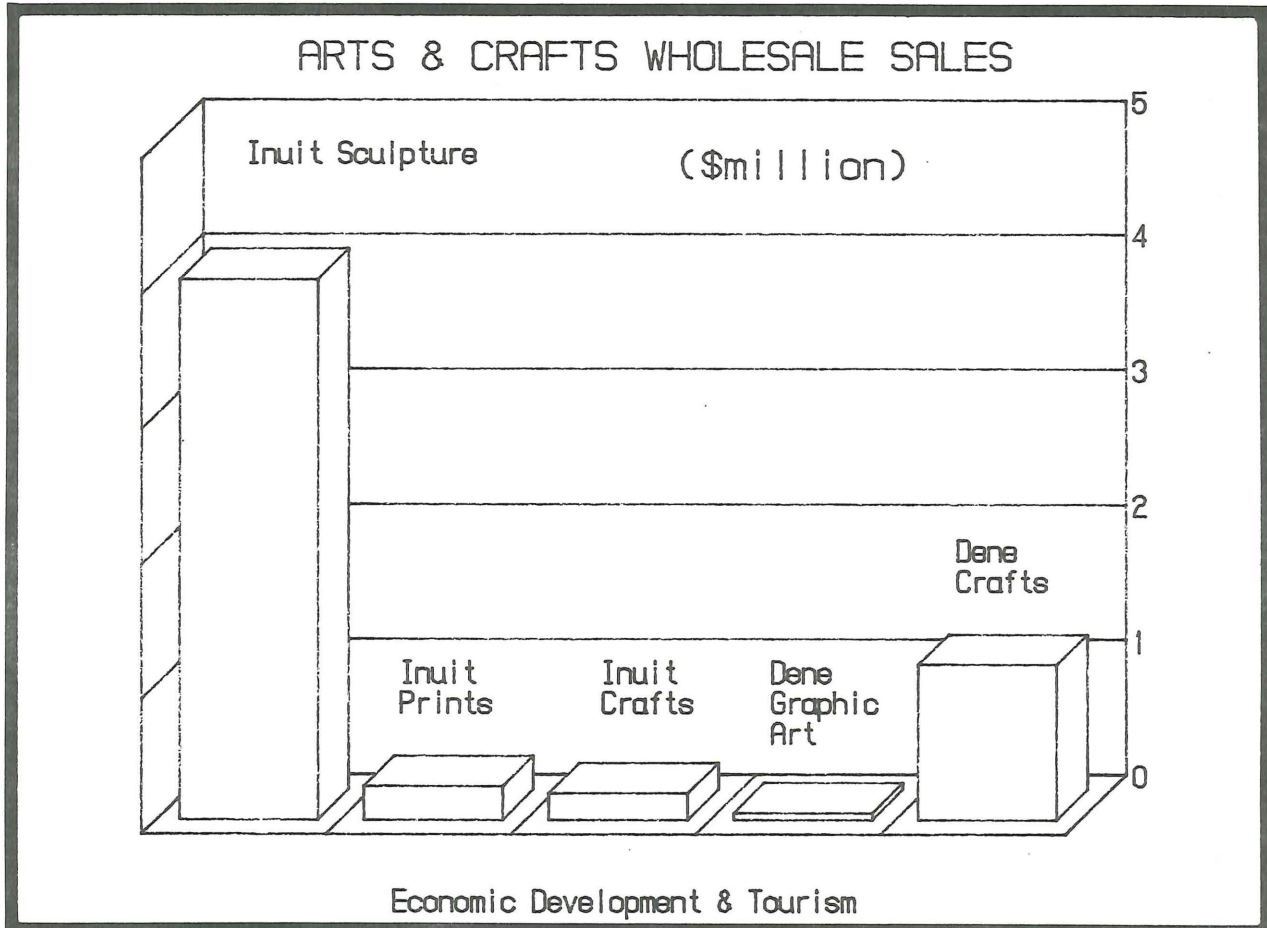 ARTS & CRAFTS WHOLESALE SALES
Inuit Sculpture
($million)
5
4
3
2
1
0
Inuit
Prints
Inuit
Crafts
Dene
Graphic
Art
Dene
Crafts
Economic Development & Tourism